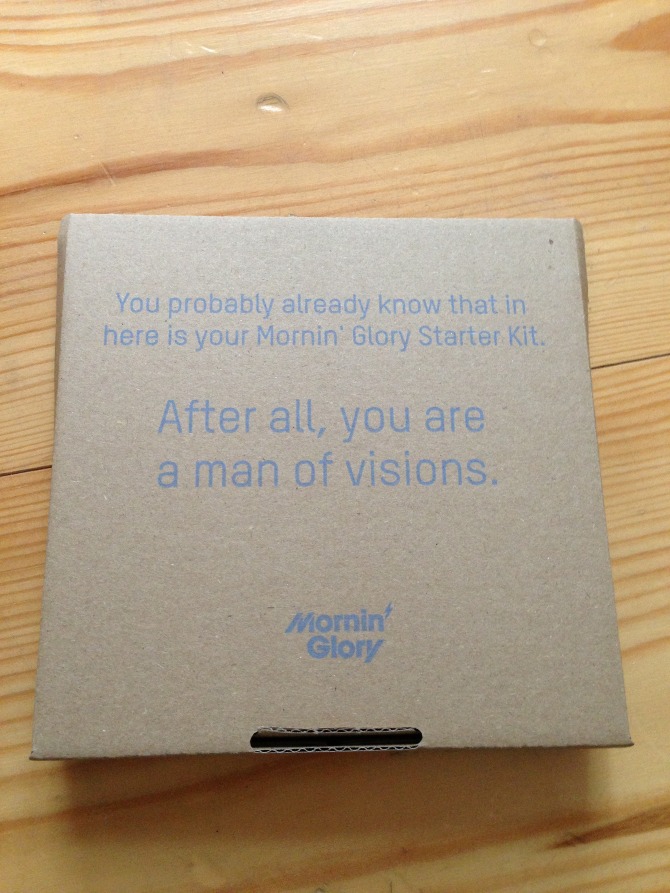 You probably already know that in
here is your Mornin' Glory Starter Kit.
After all, you are
a man of visions.
Mornin'
Glory